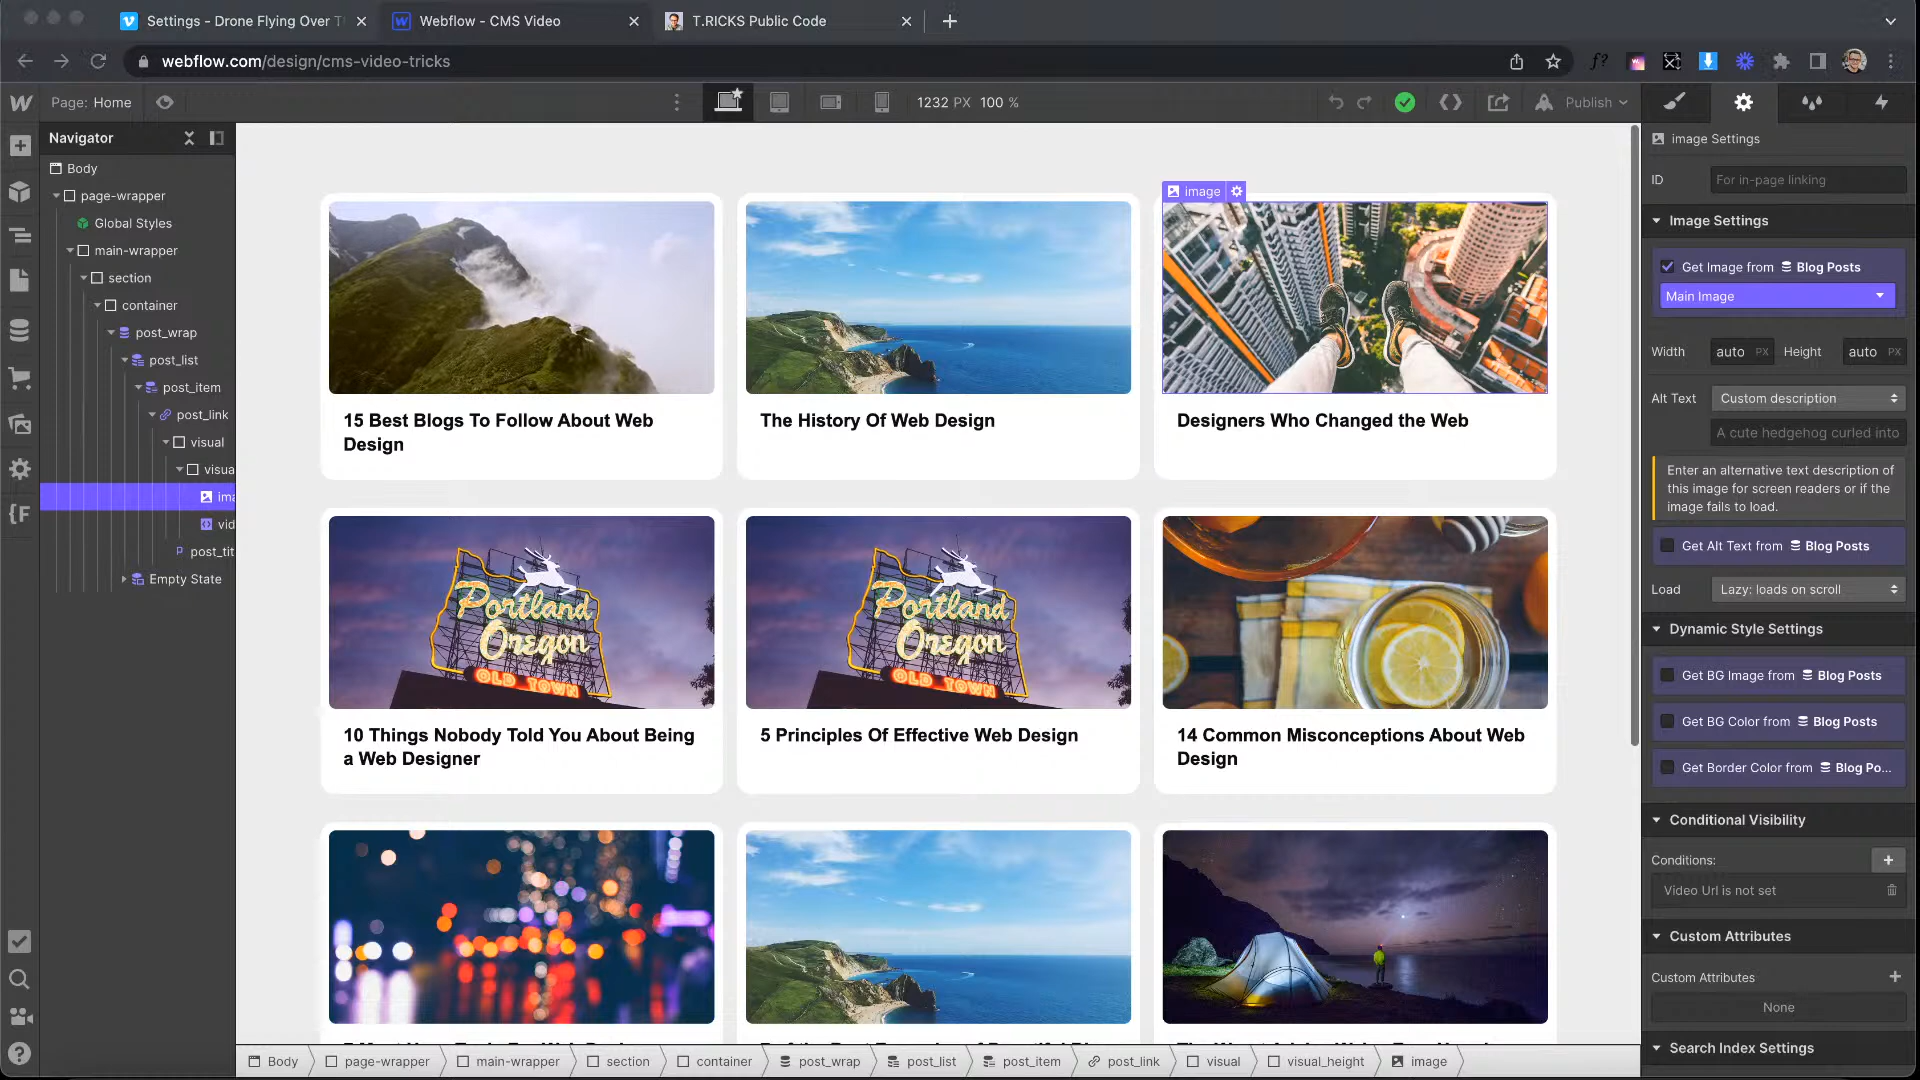 Settings - Drone Flying Over T
Webflow - CMS Video
T.RICKS Public Code
webflow.com/design/cms-video-tricks
Page: Home
1232 PX 100 %
Publish
Navigator
Body
page-wrapper
Global Styles
main-wrapper
section
container
post_wrap
post_list
post_item
post_link
visual
visua
ima
vid
post_tit
Empty State
image
15 Best Blogs To Follow About Web
Design
The History Of Web Design
Designers Who Changed the Web
Portland
Oregon
OLD TOWN
Portland
Oregon
OLD TOWN
10 Things Nobody Told You About Being
a Web Designer
5 Principles Of Effective Web Design
14 Common Misconceptions About Web
Design
image Settings
ID For in-page linking
Image Settings
Get Image from Blog Posts
Main Image
Width auto PX Height auto PX
Alt Text Custom description
A cute hedgehog curled into
Enter an alternative text description of
this image for screen readers or if the
image fails to load.
Get Alt Text from Blog Posts
Load Lazy: loads on scroll
Dynamic Style Settings
Get BG Image from Blog Posts
Get BG Color from Blog Posts
Get Border Color from Blog Po...
Conditional Visibility
Conditions:
Video Url is not set
Custom Attributes
Custom Attributes
None
Search Index Settings
Body page-wrapper main-wrapper section container post_wrap post_list post_item post_link visual visual_height image